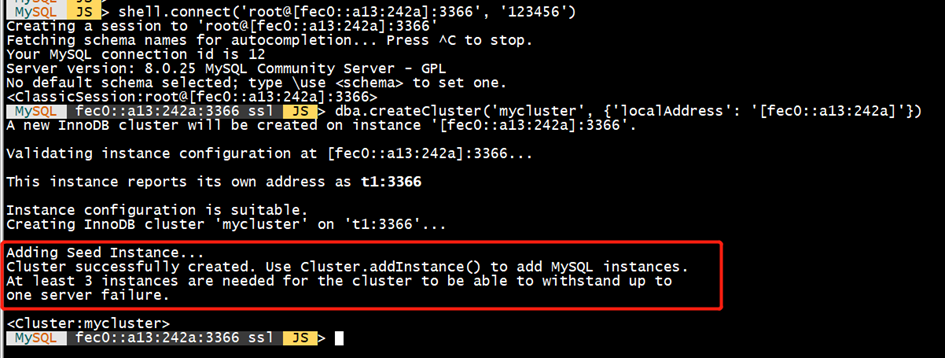 MySQL JS >
MySQL JS > shell.connect('root@[fec0::a13:242a]:3366', '123456')
Creating a session to 'root@[fec0::a13:242a]:3366'
Fetching schema names for autocompletion... Press ^C to stop.
Your MySQL connection id is 12
Server version: 8.0.25 MySQL Community Server - GPL
No default schema selected; type \use <schema> to set one.
<ClassicSession:root@[fec0::a13:242a]:3366>
MySQL fec0::a13:242a:3366 ssl JS > dba.createCluster('mycluster', {'localAddress': '[fec0::a13:242a]'})
A new InnoDB cluster will be created on instance '[fec0::a13:242a]:3366'.
Validating instance configuration at [fec0::a13:242a]:3366...
This instance reports its own address as t1:3366
Instance configuration is suitable.
Creating InnoDB cluster 'mycluster' on 't1:3366'...
Adding Seed Instance...
Cluster successfully created. Use Cluster.addInstance() to add MySQL instances.
At least 3 instances are needed for the cluster to be able to withstand up to
one server failure.
<Cluster:mycluster>
MySQL fec0::a13:242a:3366 ssl JS >